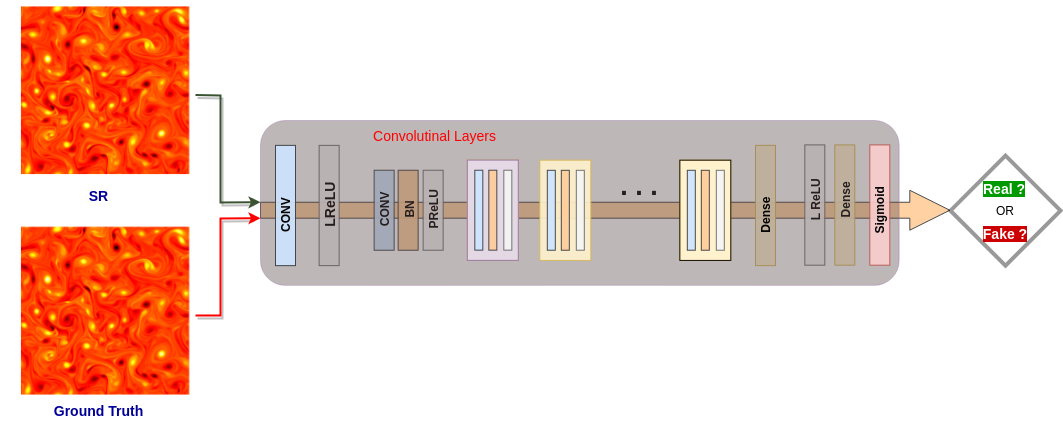 SR
Ground Truth
Convolutinal Layers
CONV
LReLU
CONV
BN
PReLU
. . .
Dense
L ReLU
Dense
Sigmoid
Real ?
OR
Fake ?